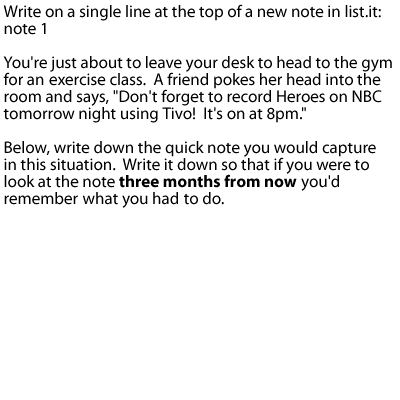 Write on a single line at the top of a new note in list.it:
note 1
You're just about to leave your desk to head to the gym
for an exercise class.  A friend pokes her head into the
room and says, "Don't forget to record Heroes on NBC
tomorrow night using Tivo!  It's on at 8pm."
Below, write down the quick note you would capture
in this situation.  Write it down so that if you were to
look at the note three months from now you'd
remember what you had to do.